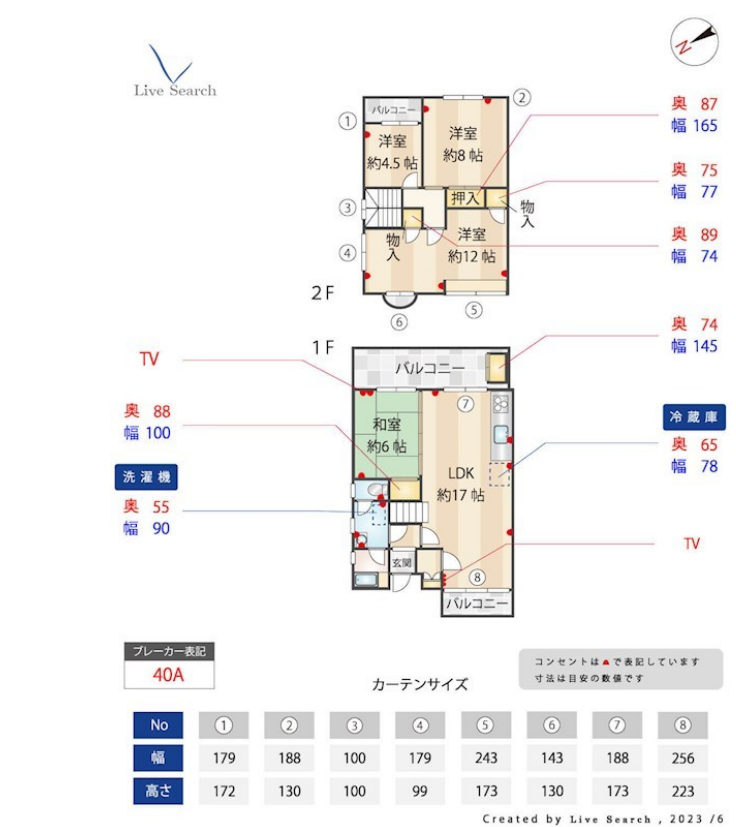 Live Search
N
奥 87
幅 165
奥 75
幅 77
奥 89
幅 74
バルコニー
①
②
洋室
約4.5 帖
洋室
約8 帖
③
押入
物入
④
物入
洋室
約12 帖
2F
⑤
⑥
奥 74
幅 145
1F
バルコニー
TV
⑦
奥 88
幅 100
和室
約6 帖
冷蔵庫
奥 65
幅 78
LDK
約17 帖
洗濯機
奥 55
幅 90
TV
玄関
⑧
バルコニー
ブレーカー表記
40A
カーテンサイズ
コンセントは▲で表記しています
寸法は目安の数値です
No ① ② ③ ④ ⑤ ⑥ ⑦ ⑧
幅 179 188 100 179 243 143 188 256
高さ 172 130 100 99 173 130 173 223
Created by Live Search , 2023 /6